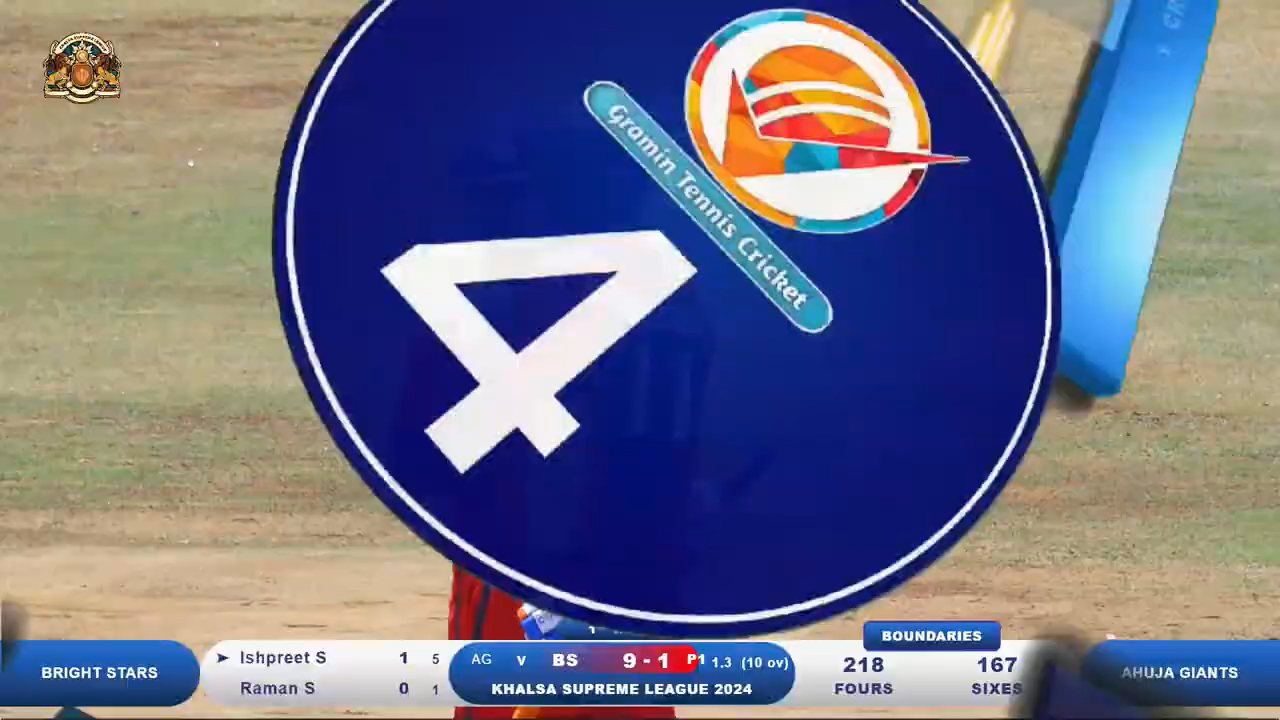 Gramin Tennis Cricket
4
BOUNDARIES
BRIGHT STARS
Ishpreet S 1 5
Raman S 0 1
AG v BS 9 - 1 P1 1.3 (10 ov)
KHALSA SUPREME LEAGUE 2024
218 167
FOURS SIXES
AHUJA GIANTS